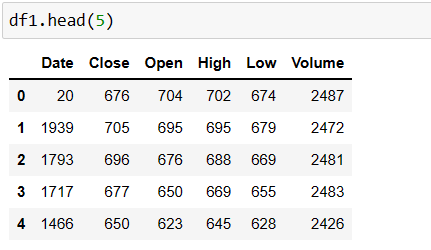 df1.head(5)
Date Close Open High Low Volume
0 20 676 704 702 674 2487
1 1939 705 695 695 679 2472
2 1793 696 676 688 669 2481
3 1717 677 650 669 655 2483
4 1466 650 623 645 628 2426